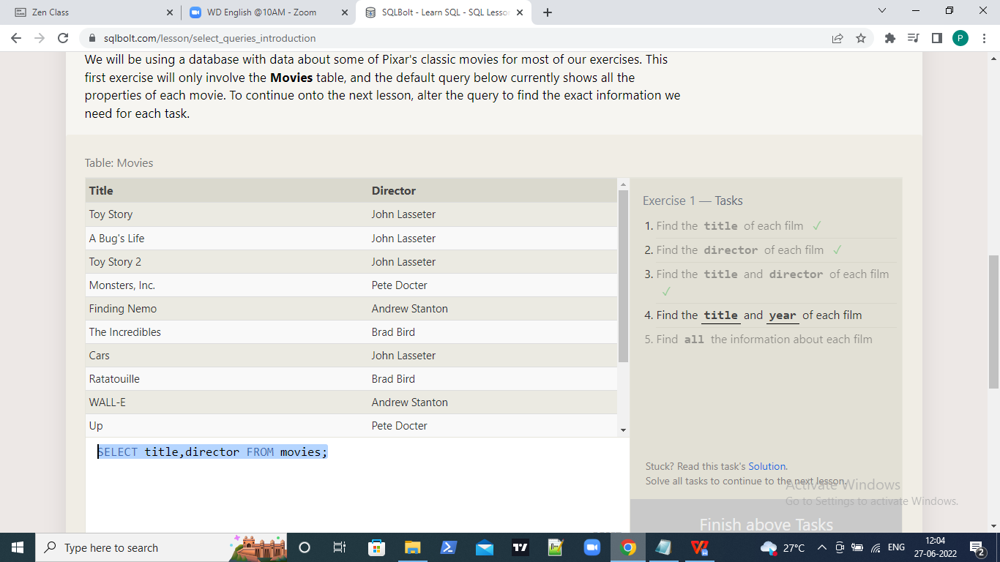 Zen Class
WD English @10AM - Zoom
SQLBolt - Learn SQL - SQL Lesso
sqlbolt.com/lesson/select_queries_introduction
P
We will be using a database with data about some of Pixar's classic movies for most of our exercises. This
first exercise will only involve the Movies table, and the default query below currently shows all the
properties of each movie. To continue onto the next lesson, alter the query to find the exact information we
need for each task.
Table: Movies
Title Director
Toy Story John Lasseter
A Bug's Life John Lasseter
Toy Story 2 John Lasseter
Monsters, Inc. Pete Docter
Finding Nemo Andrew Stanton
The Incredibles Brad Bird
Cars John Lasseter
Ratatouille Brad Bird
WALL-E Andrew Stanton
Up Pete Docter
SELECT title,director FROM movies;
Exercise 1 — Tasks
1. Find the title of each film ✓
2. Find the director of each film ✓
3. Find the title and director of each film
✓
4. Find the title and year of each film
5. Find all the information about each film
Stuck? Read this task's Solution.
Solve all tasks to continue to the next lesson.
Finish above Tasks
Activate Windows
Go to Settings to activate Windows.
Type here to search
27°C
ENG
12:04
27-06-2022
2